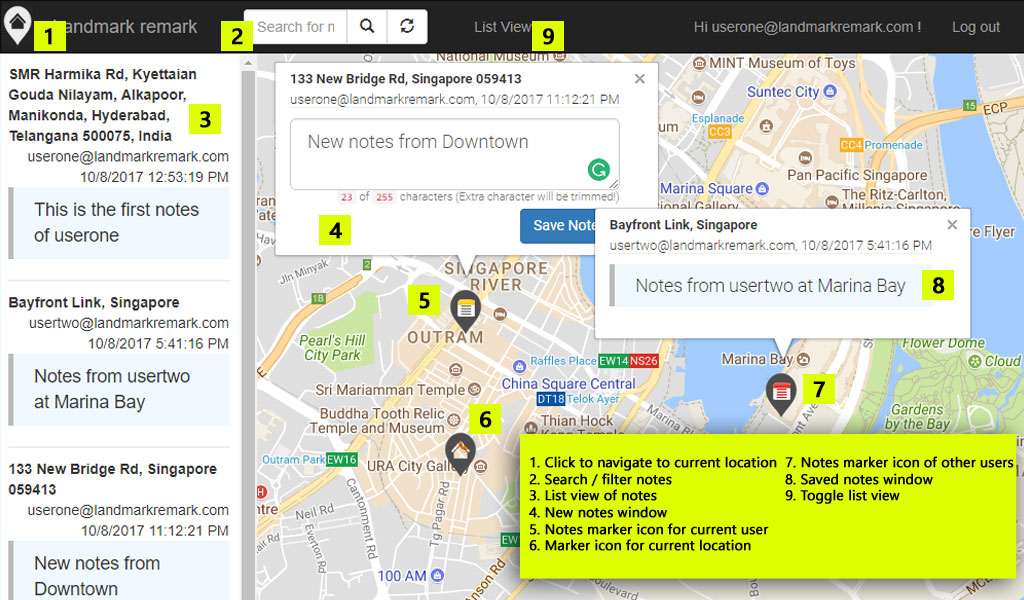 1
landmark remark
2
Search for n
List View
9
Hi userone@landmarkremark.com !
Log out
SMR Harmika Rd, Kyettaian
Gouda Nilayam, Alkapoor,
Manikonda, Hyderabad,
Telangana 500075, India
3
userone@landmarkremark.com
10/8/2017 12:53:19 PM
This is the first notes
of userone
Bayfront Link, Singapore
usertwo@landmarkremark.com
10/8/2017 5:41:16 PM
Notes from usertwo
at Marina Bay
133 New Bridge Rd, Singapore
059413
userone@landmarkremark.com
10/8/2017 11:12:21 PM
New notes from
Downtown
National Museum
133 New Bridge Rd, Singapore 059413
×
userone@landmarkremark.com, 10/8/2017 11:12:21 PM
New notes from Downtown
G
23 of 255 characters (Extra character will be trimmed!)
4
Save Note
MINT Museum of Toys
Suntec City
15
ECP
Esplanade
CC3
CC4 Promenade
Pan Pacific Singapore
Marina Square
The Ritz-Carlton,
Millenia Singapore
Bayfront Link, Singapore
×
usertwo@landmarkremark.com, 10/8/2017 5:41:16 PM
Notes from usertwo at Marina Bay
8
e Flyer
Jln Minyak
2
1B
SINGAPORE
RIVER
5
OUTRAM
Pearl's Hill
City Park
Raffles Place EW14 NS26
Marina Bay
Flower Dome
Cloud
China Square Central
DT18 Telok Ayer
Sri Mariamman Temple
7
Buddha Tooth Relic
Temple and Museum
6
Thian Hock
Keng Temple
Gardens
by the Bay
Outram Park EW16
URA City Gallery
Neil Rd
Everton Rd
Cantonment Rd
Tg Pagar Rd
EW
100 AM
Anson Rd
Boulevard
MCE
1. Click to navigate to current location
2. Search / filter notes
3. List view of notes
4. New notes window
5. Notes marker icon for current user
6. Marker icon for current location
7. Notes marker icon of other users
8. Saved notes window
9. Toggle list view